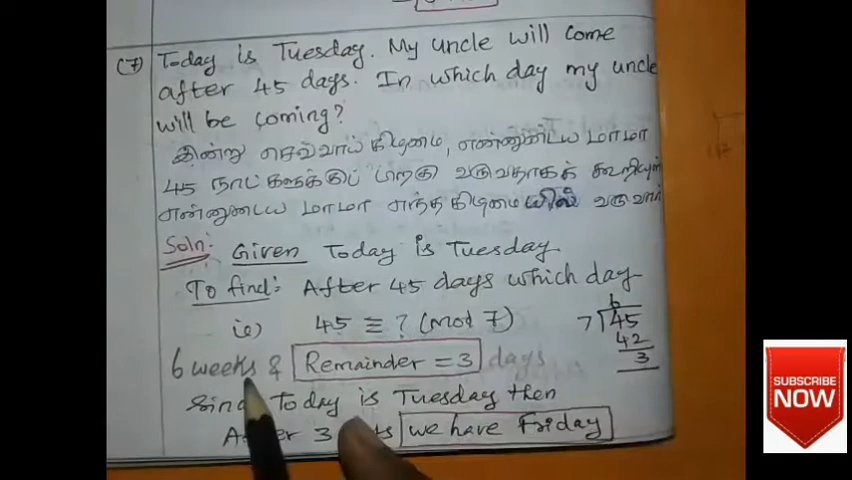 (7) Today is Tuesday. My uncle will come
after 45 days. In which day my uncle
will be coming?
இன்று செவ்வாய் கிழமை, என்னுடைய மாமா
45 நாட்களுக்குப் பிறகு வருவதாகக் கூறியுள்
என்னுடைய மாமா எந்த கிழமையில் வருவார்
Soln: Given Today is Tuesday
To find: After 45 days which day
ie) 45 ≡ ? (mod 7)
6
7) 45
42
3
6 weeks & Remainder = 3 days
Today is Tuesday then
3 we have Friday
SUBSCRIBE
NOW